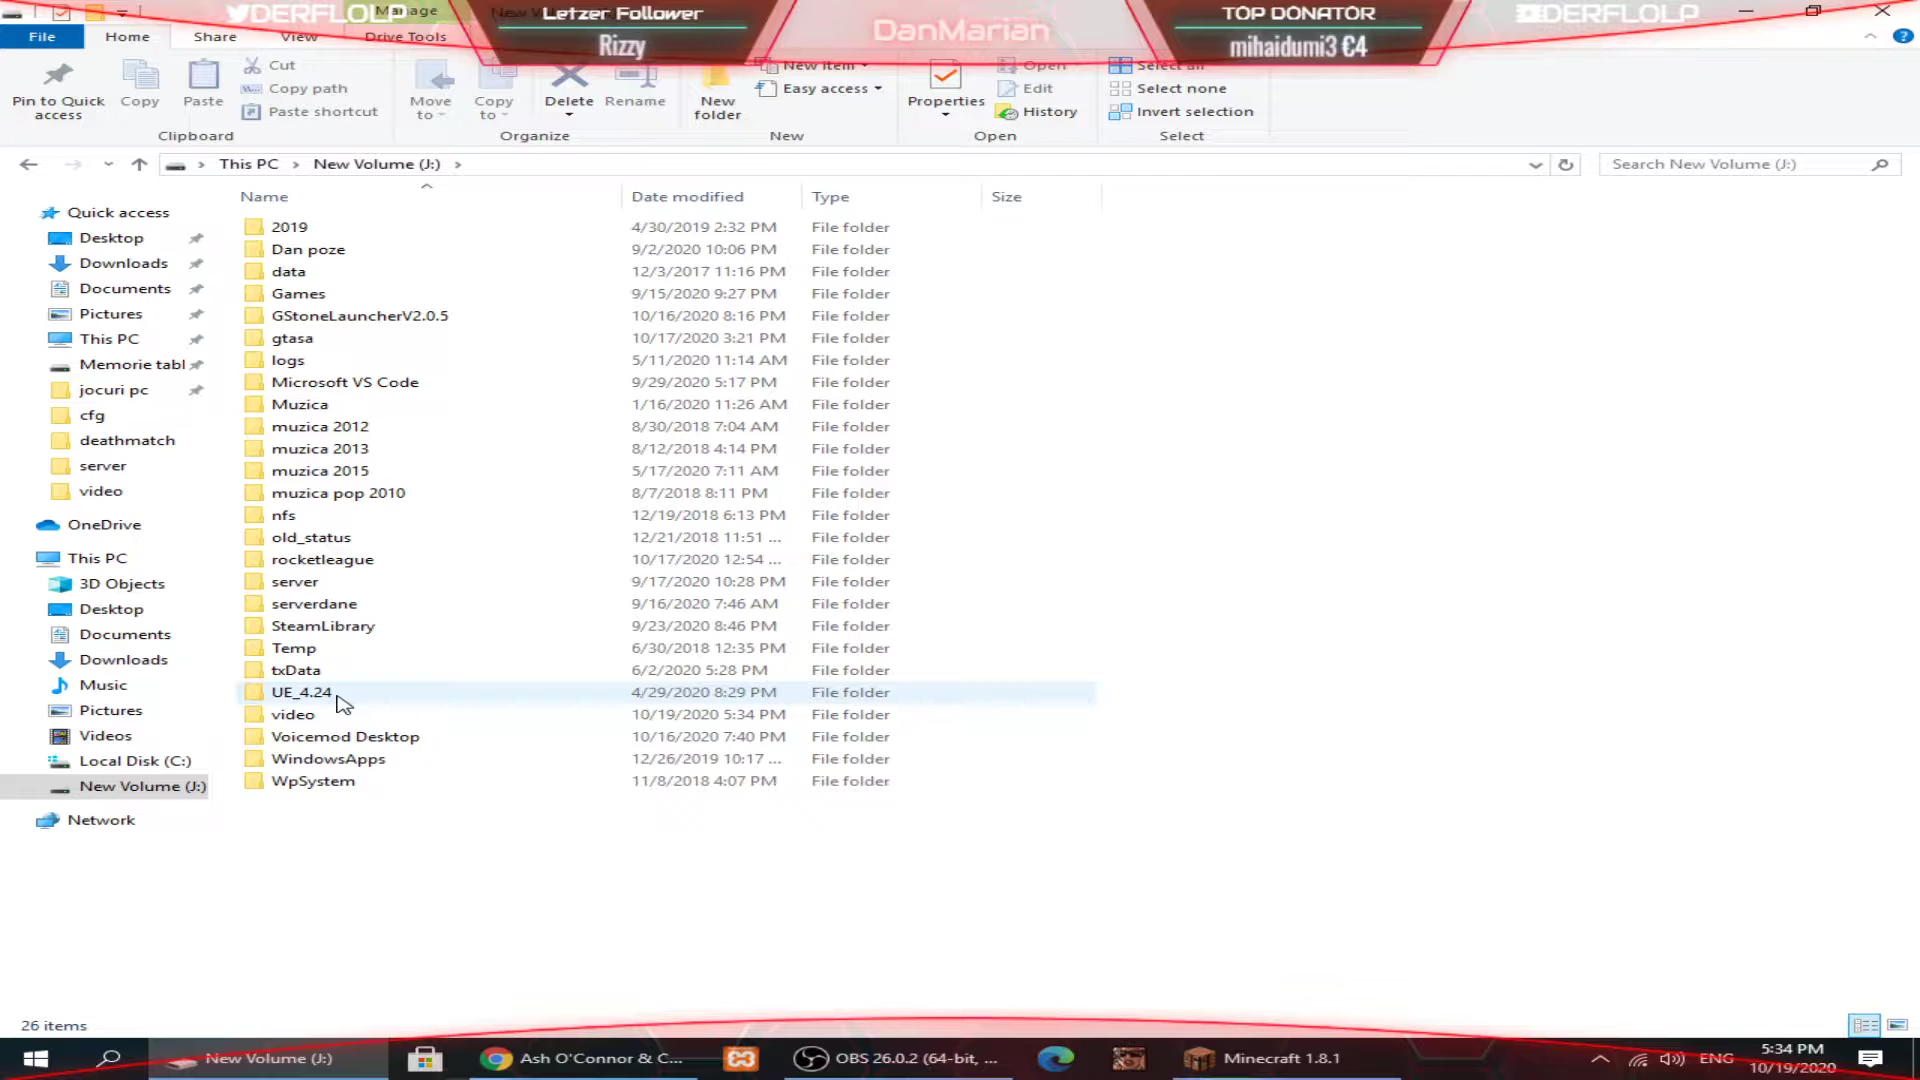 DERFLOLP
Manage
Letzer Follower
Rizzy
DanMarian
TOP DONATOR
mihaidumi3 €4
DERFLOLP
File
Home
Share
View
Drive Tools
Pin to Quick access
Copy
Paste
Cut
Copy path
Paste shortcut
Clipboard
Move to
Copy to
Delete
Rename
Organize
New folder
New item
Easy access
New
Properties
Open
Edit
History
Open
Select all
Select none
Invert selection
Select
This PC
New Volume (J:)
Search New Volume (J:)
Name
Date modified
Type
Size
Quick access
Desktop
Downloads
Documents
Pictures
This PC
Memorie tabl
jocuri pc
cfg
deathmatch
server
video
OneDrive
This PC
3D Objects
Desktop
Documents
Downloads
Music
Pictures
Videos
Local Disk (C:)
New Volume (J:)
Network
2019 4/30/2019 2:32 PM File folder
Dan poze 9/2/2020 10:06 PM File folder
data 12/3/2017 11:16 PM File folder
Games 9/15/2020 9:27 PM File folder
GStoneLauncherV2.0.5 10/16/2020 8:16 PM File folder
gtasa 10/17/2020 3:21 PM File folder
logs 5/11/2020 11:14 AM File folder
Microsoft VS Code 9/29/2020 5:17 PM File folder
Muzica 1/16/2020 11:26 AM File folder
muzica 2012 8/30/2018 7:04 AM File folder
muzica 2013 8/12/2018 4:14 PM File folder
muzica 2015 5/17/2020 7:11 AM File folder
muzica pop 2010 8/7/2018 8:11 PM File folder
nfs 12/19/2018 6:13 PM File folder
old_status 12/21/2018 11:51 ... File folder
rocketleague 10/17/2020 12:54 ... File folder
server 9/17/2020 10:28 PM File folder
serverdane 9/16/2020 7:46 AM File folder
SteamLibrary 9/23/2020 8:46 PM File folder
Temp 6/30/2018 12:35 PM File folder
txData 6/2/2020 5:28 PM File folder
UE_4.24 4/29/2020 8:29 PM File folder
video 10/19/2020 5:34 PM File folder
Voicemod Desktop 10/16/2020 7:40 PM File folder
WindowsApps 12/26/2019 10:17 ... File folder
WpSystem 11/8/2018 4:07 PM File folder
26 items
New Volume (J:)
Ash O'Connor & C...
OBS 26.0.2 (64-bit, ...
Minecraft 1.8.1
ENG
5:34 PM
10/19/2020